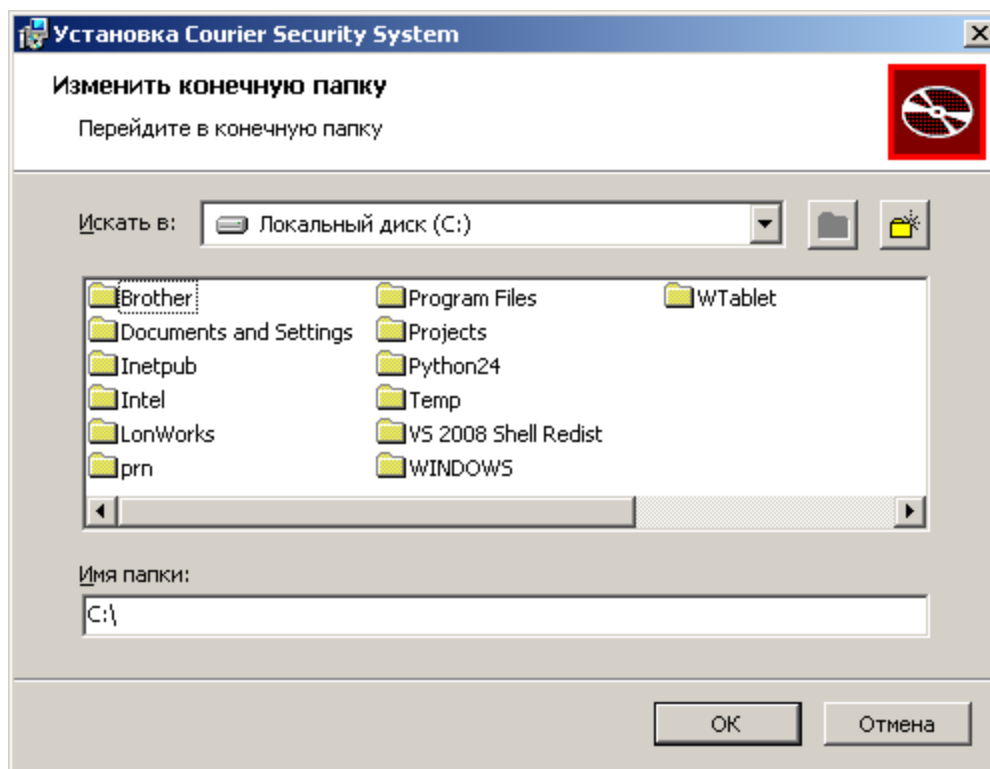 Установка Courier Security System
Изменить конечную папку
Перейдите в конечную папку
Искать в: Локальный диск (C:)
Brother Program Files WTablet
Documents and Settings Projects
Inetpub Python24
Intel Temp
LonWorks VS 2008 Shell Redist
prn WINDOWS
Имя папки:
C:\
OK Отмена